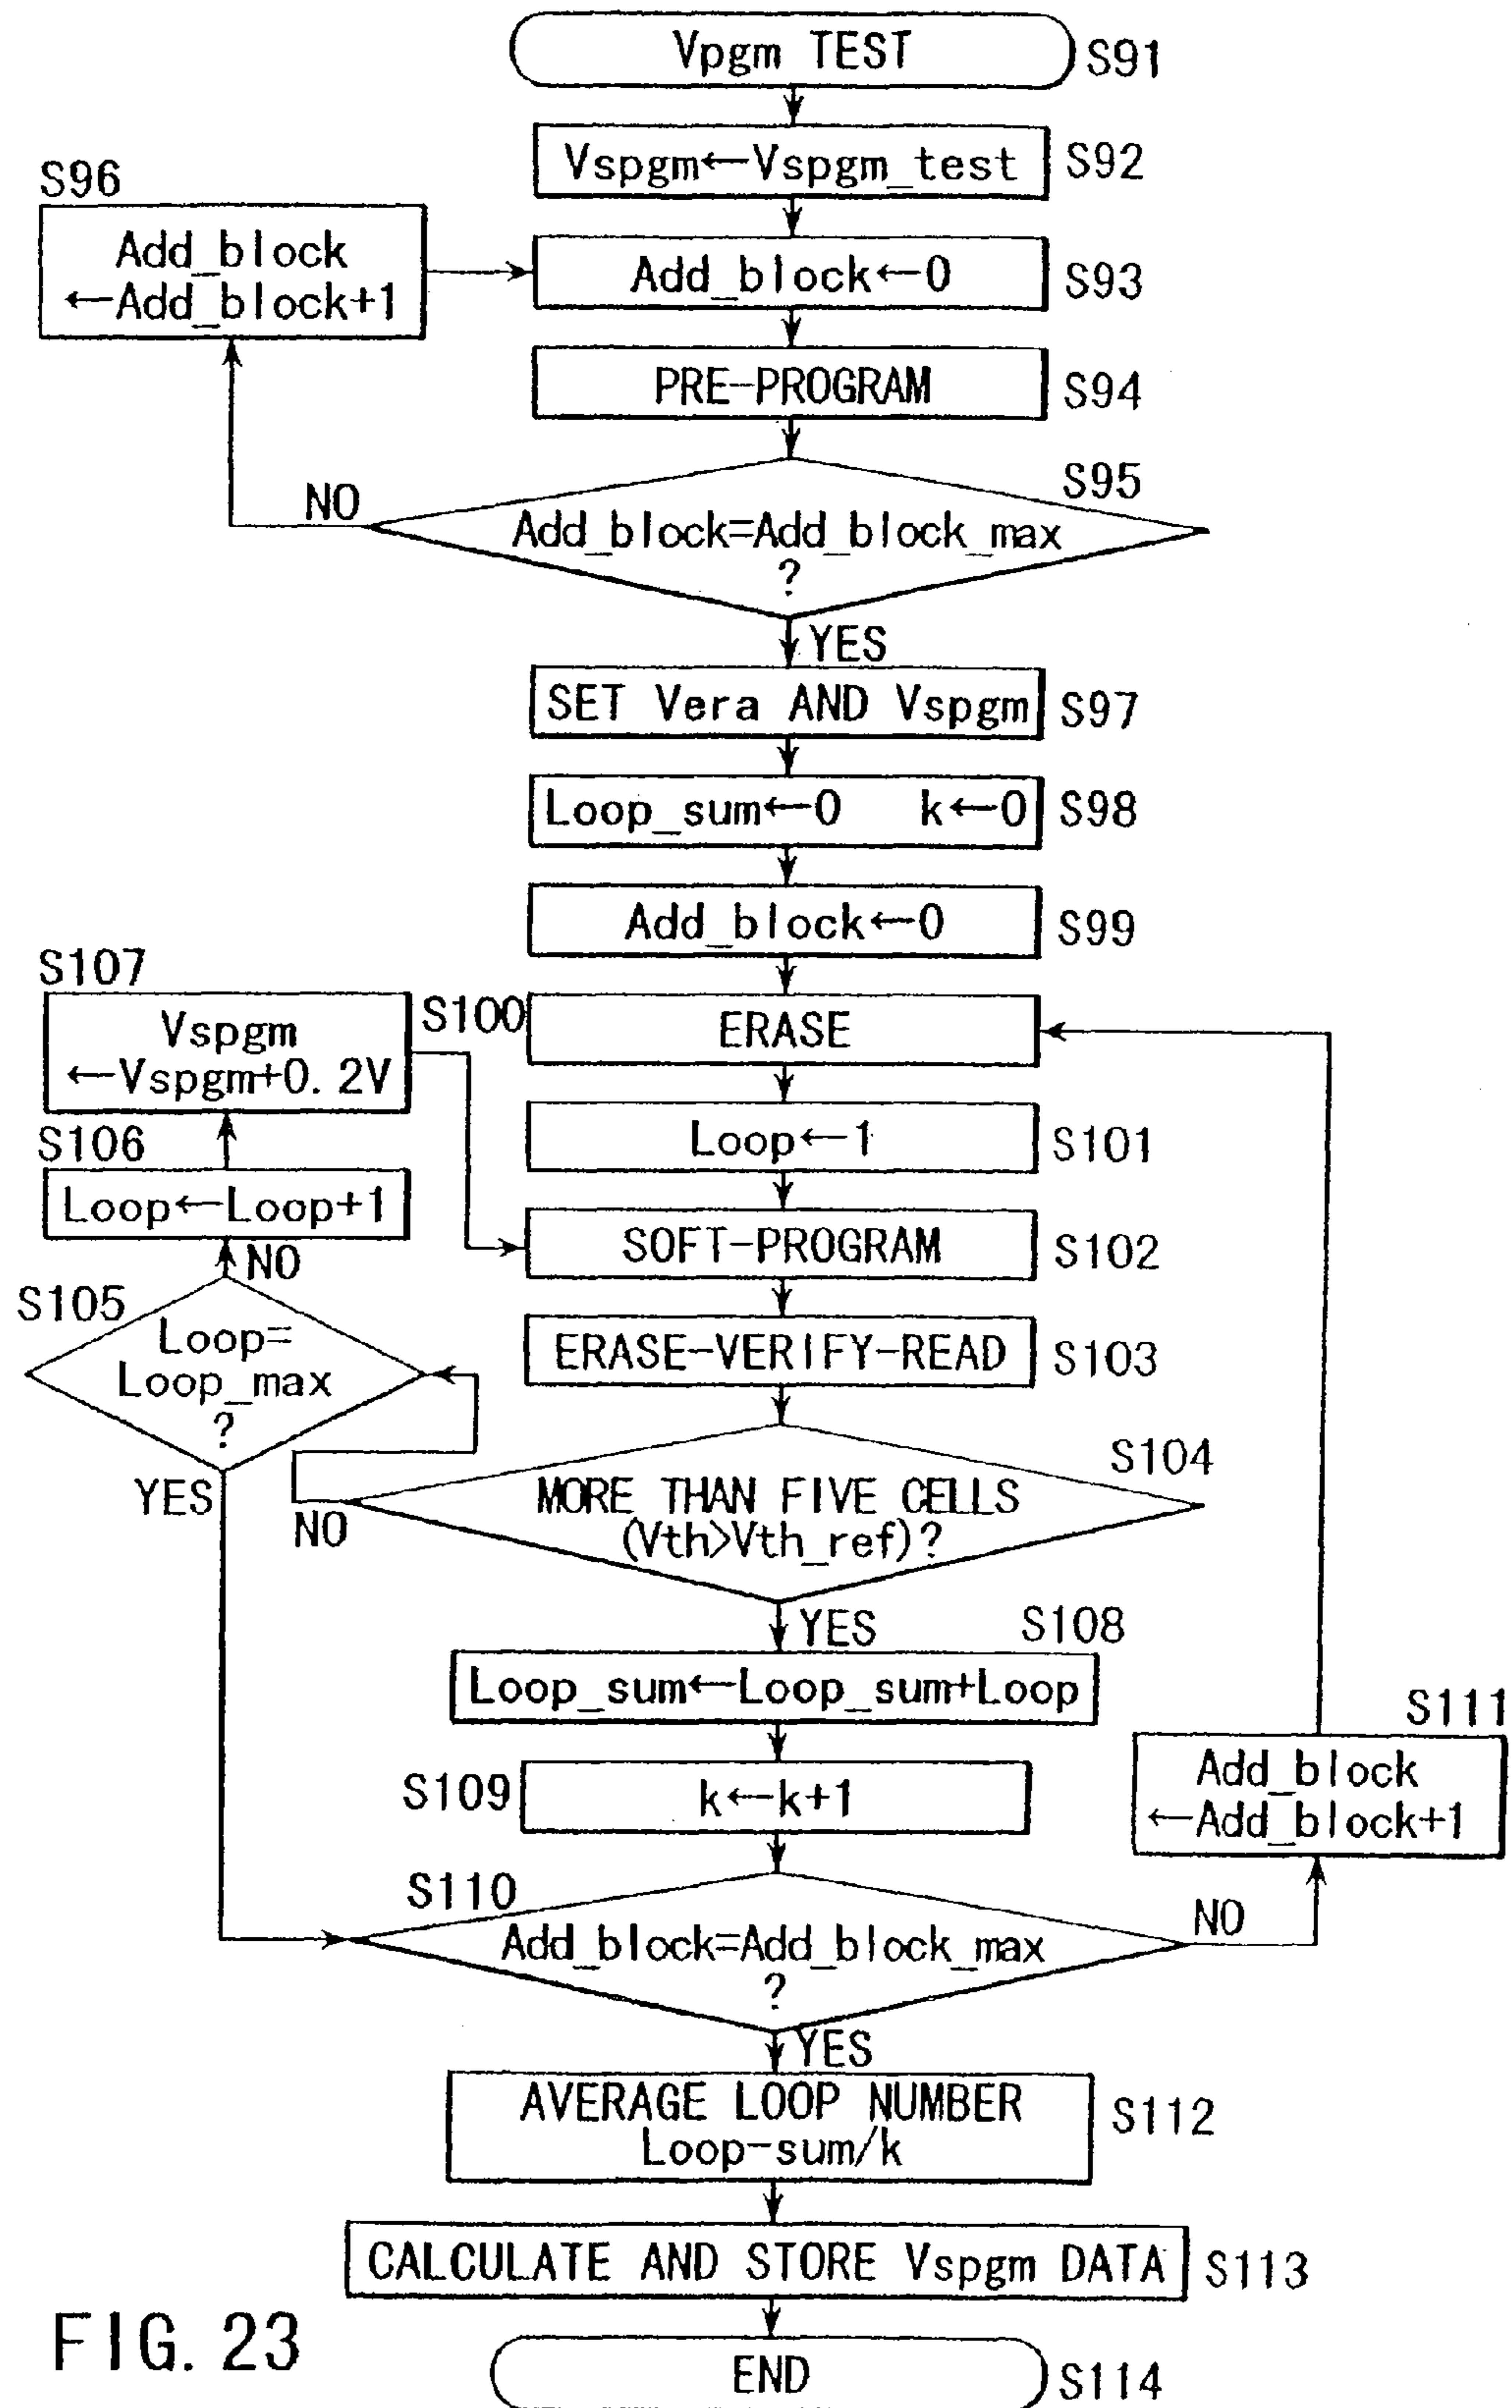 Vpgm TEST
S91
Vspgm←Vspgm_test
S92
S96
Add_block
←Add_block+1
Add_block←0
S93
PRE-PROGRAM
S94
S95
NO
Add_block=Add_block_max
?
YES
SET Vera AND Vspgm
S97
Loop_sum←0 k←0
S98
Add_block←0
S99
S107
Vspgm
←Vspgm+0.2V
S100
ERASE
S106
Loop←Loop+1
Loop←1
S101
NO
SOFT-PROGRAM
S102
S105
Loop=
Loop_max
?
YES
ERASE-VERIFY-READ
S103
S104
MORE THAN FIVE CELLS
(Vth>Vth_ref)?
NO
YES
S108
Loop_sum←Loop_sum+Loop
S111
Add_block
←Add_block+1
S109
k←k+1
S110
NO
Add_block=Add_block_max
?
YES
AVERAGE LOOP NUMBER
Loop-sum/k
S112
CALCULATE AND STORE Vspgm DATA
S113
FIG. 23
END
S114